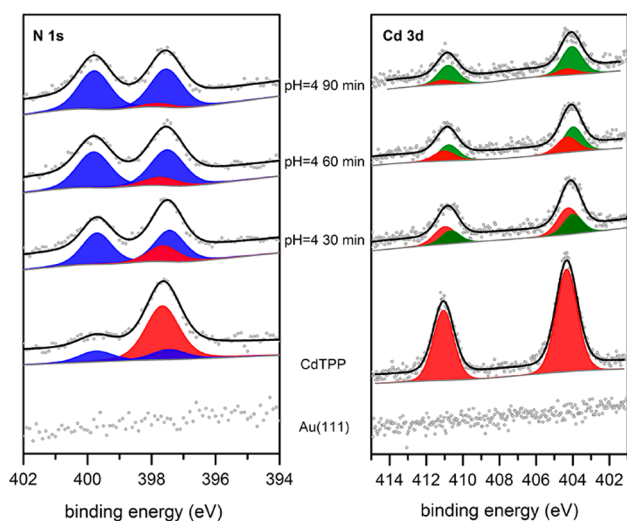 N 1s
Cd 3d
pH=4 90 min
pH=4 60 min
pH=4 30 min
CdTPP
Au(111)
402 400 398 396 394
414 412 410 408 406 404 402
binding energy (eV)
binding energy (eV)